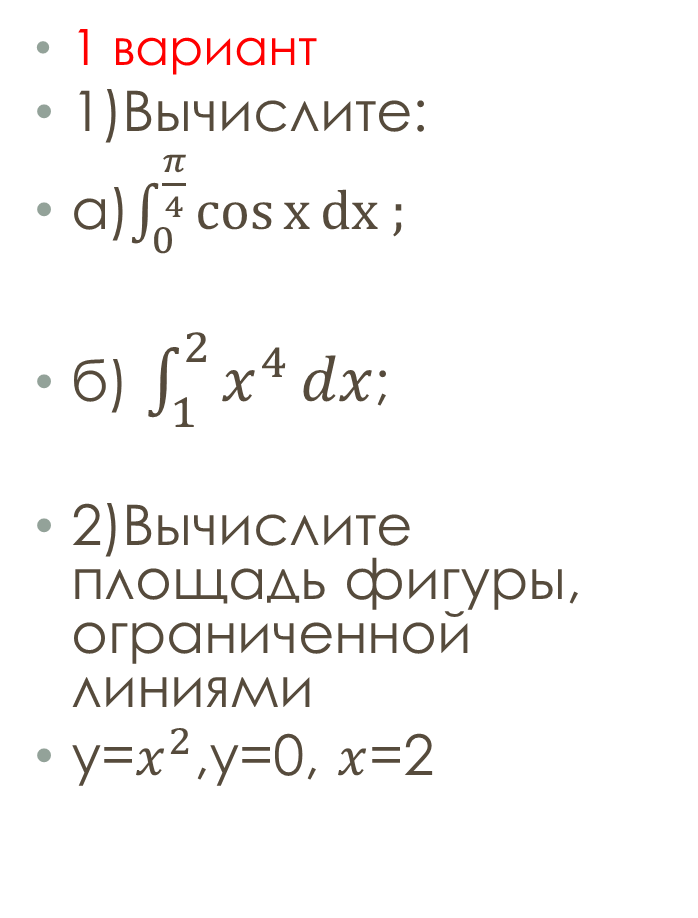 • 1 вариант
• 1)Вычислите:
• а)∫₀^(π/4) cos x dx ;
• б) ∫₁² x⁴ dx;
• 2)Вычислите
площадь фигуры,
ограниченной
линиями
• у=x²,у=0, x=2